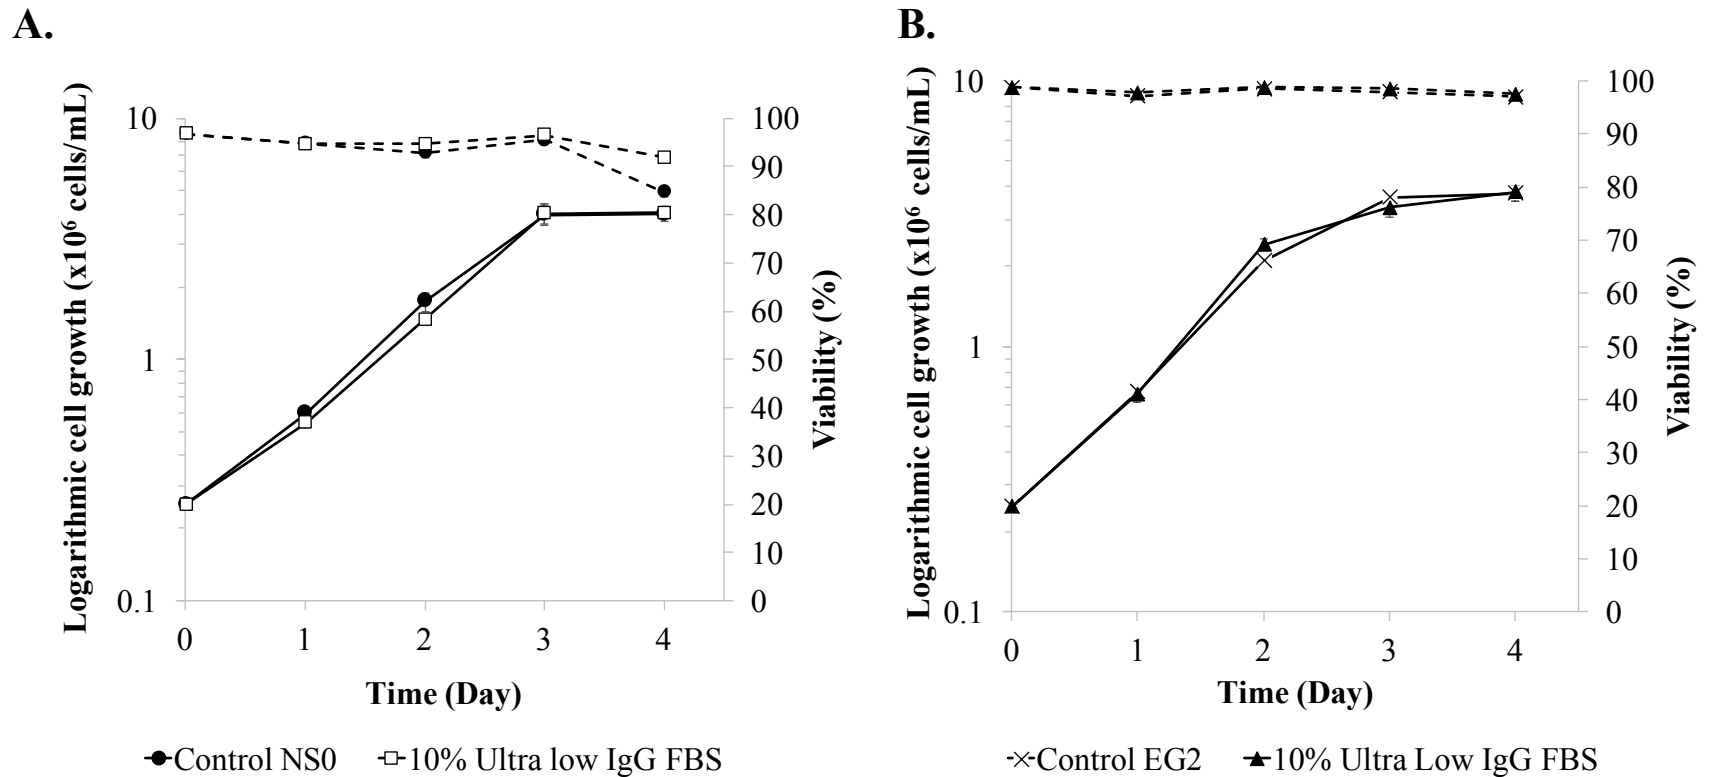 A.
Logarithmic cell growth (x10⁶ cells/mL)
10
1
0.1
100
90
80
70
60
50
40
30
20
10
0
Viability (%)
0 1 2 3 4
Time (Day)
Control NS0 10% Ultra low IgG FBS
B.
Logarithmic cell growth (x10⁶ cells/mL)
10
1
0.1
100
90
80
70
60
50
40
30
20
10
0
Viability (%)
0 1 2 3 4
Time (Day)
Control EG2 10% Ultra Low IgG FBS